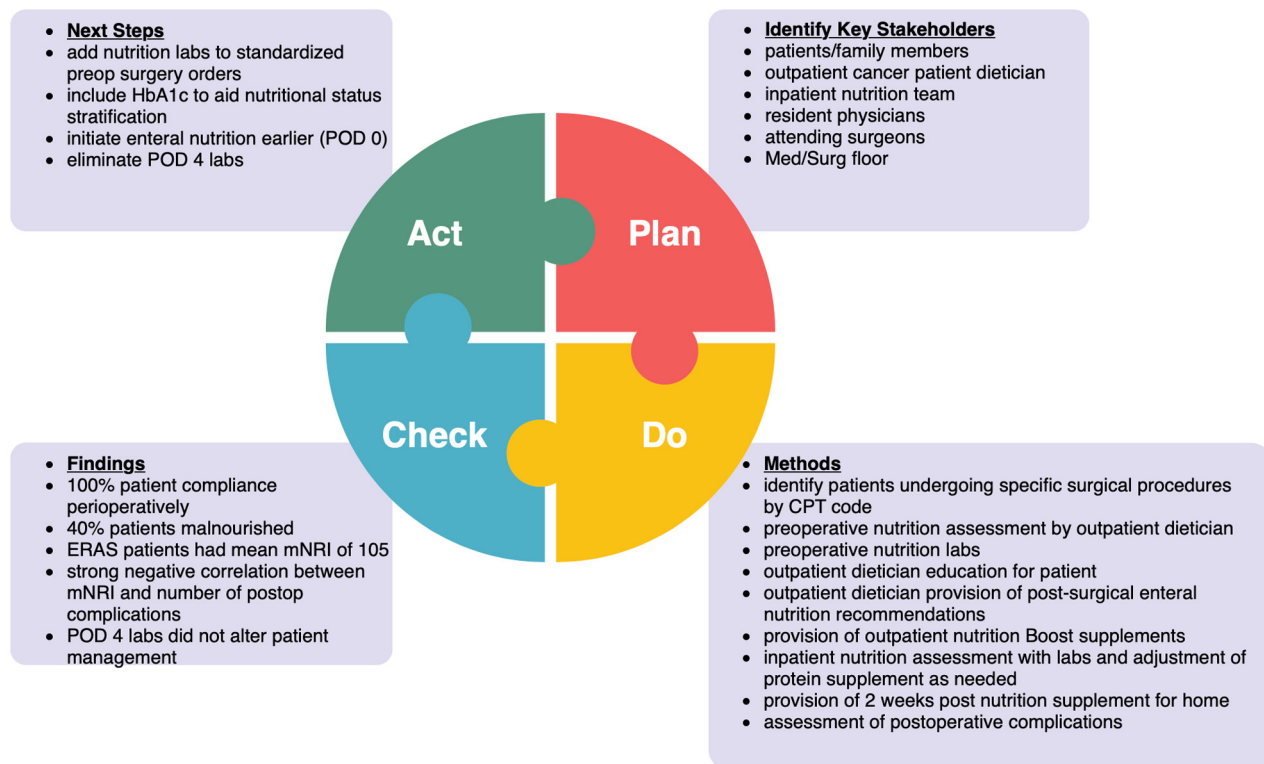 Next Steps
add nutrition labs to standardized
preop surgery orders
include HbA1c to aid nutritional status
stratification
initiate enteral nutrition earlier (POD 0)
eliminate POD 4 labs
Identify Key Stakeholders
patients/family members
outpatient cancer patient dietician
inpatient nutrition team
resident physicians
attending surgeons
Med/Surg floor
Act
Plan
Check
Do
Findings
100% patient compliance
perioperatively
40% patients malnourished
ERAS patients had mean mNRI of 105
strong negative correlation between
mNRI and number of postop
complications
POD 4 labs did not alter patient
management
Methods
identify patients undergoing specific surgical procedures
by CPT code
preoperative nutrition assessment by outpatient dietician
preoperative nutrition labs
outpatient dietician education for patient
outpatient dietician provision of post-surgical enteral
nutrition recommendations
provision of outpatient nutrition Boost supplements
inpatient nutrition assessment with labs and adjustment of
protein supplement as needed
provision of 2 weeks post nutrition supplement for home
assessment of postoperative complications